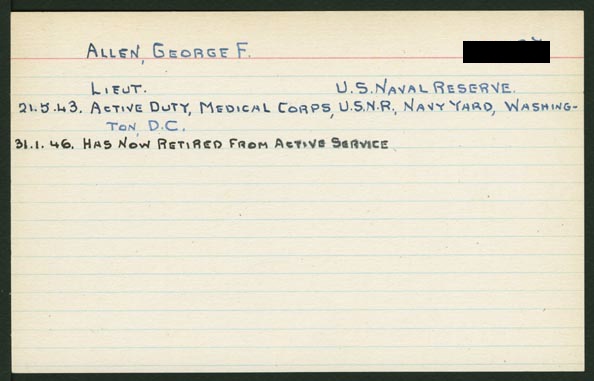 ALLEN, GEORGE F.
LIEUT. U.S. NAVAL RESERVE.
21.5.43. ACTIVE DUTY, MEDICAL CORPS, U.S.N.R., NAVY YARD, WASHING-
TON, D.C.
31.1.46. HAS NOW RETIRED FROM ACTIVE SERVICE